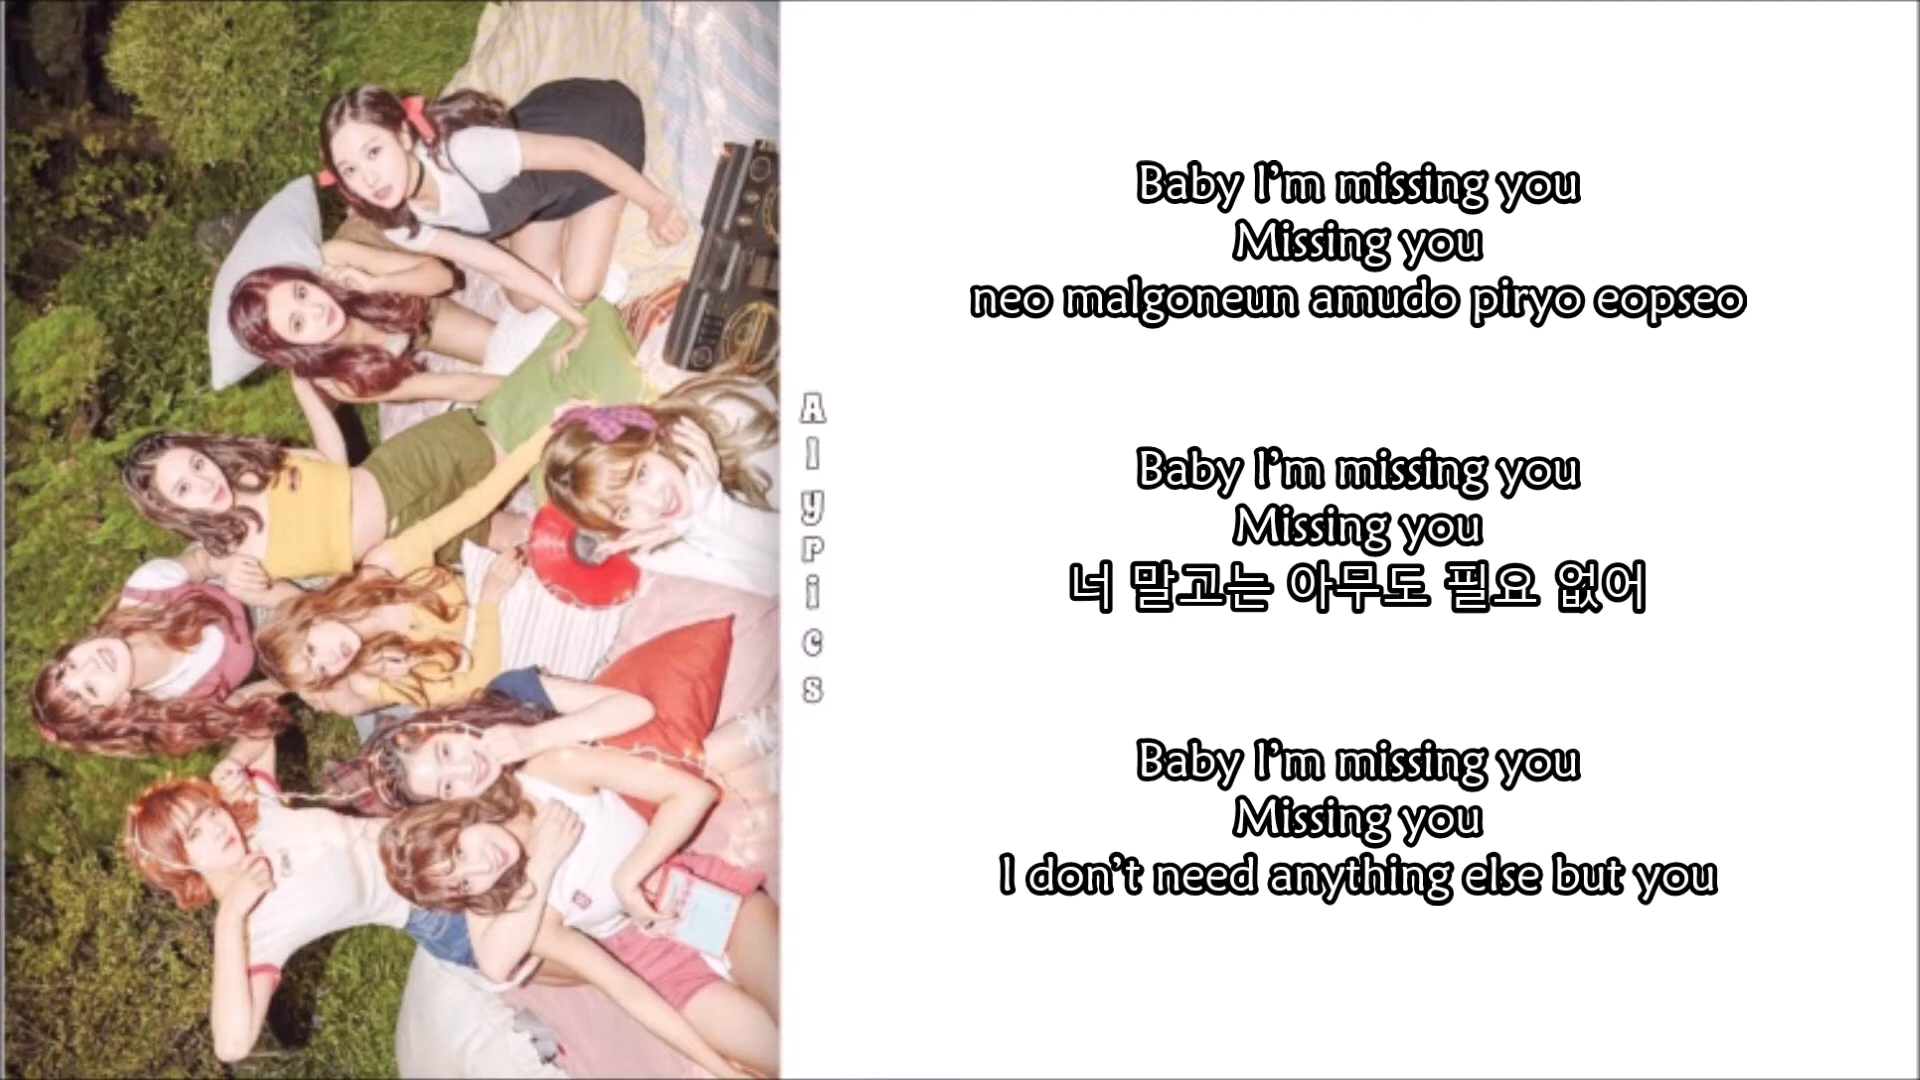 Alyrics
Baby I'm missing you
Missing you
neo malgoneun amudo piryo eopseo
Baby I'm missing you
Missing you
너 말고는 아무도 필요 없어
Baby I'm missing you
Missing you
I don't need anything else but you